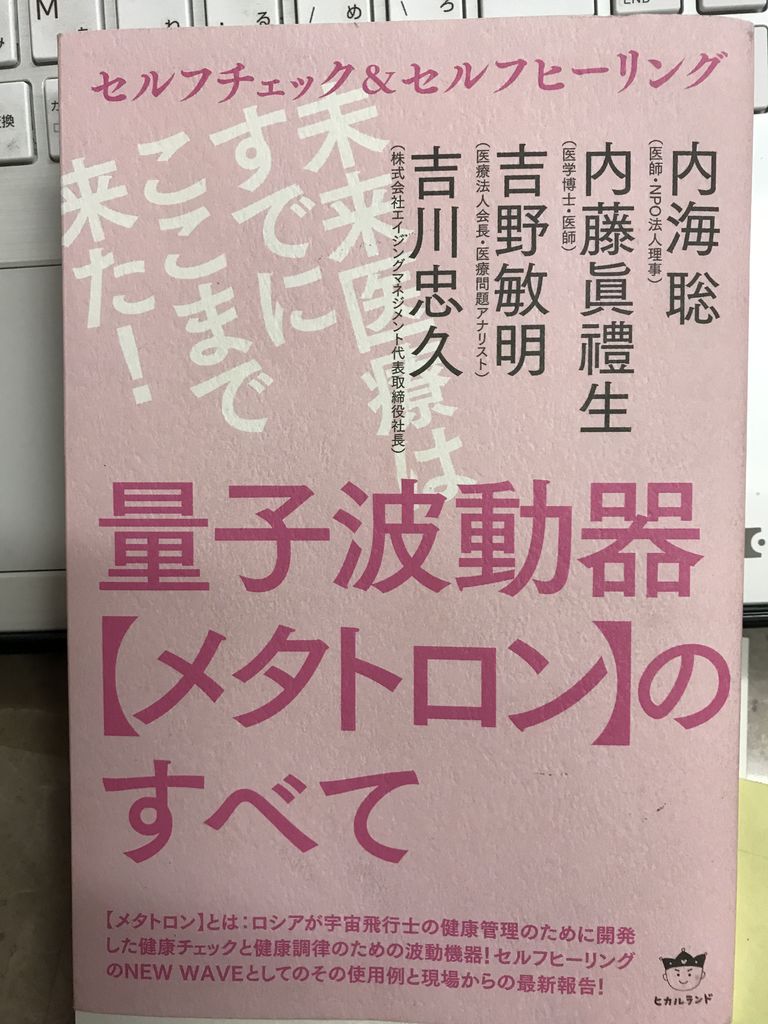 セルフチェック&セルフヒーリング
内海 聡
(医師・NPO法人理事)
内藤眞禮生
(医学博士・医師)
吉野敏明
(医療法人会長・医療問題アナリスト)
吉川忠久
(株式会社エイジングマネジメント代表取締役社長)
未来医療は
すでに
ここまで
来た!
量子波動器
【メタトロン】の
すべて
【メタトロン】とは:ロシアが宇宙飛行士の健康管理のために開発
した健康チェックと健康調律のための波動機器!セルフヒーリング
のNEW WAVEとしてのその使用例と現場からの最新報告!
ヒカルランド
M
も
わ
る
め
ろ
END
変換